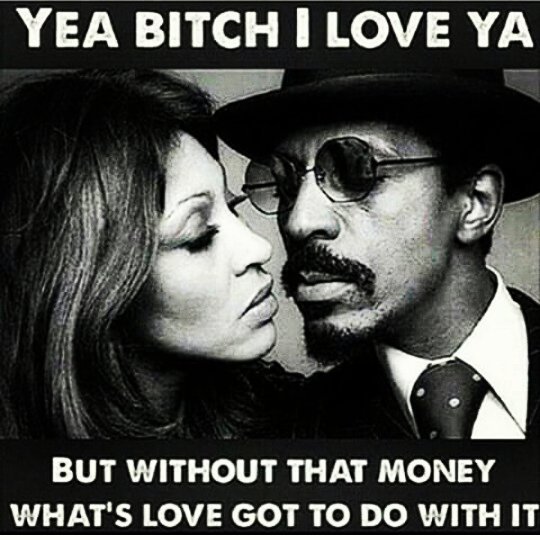 YEA BITCH I LOVE YA
BUT WITHOUT THAT MONEY
WHAT'S LOVE GOT TO DO WITH IT